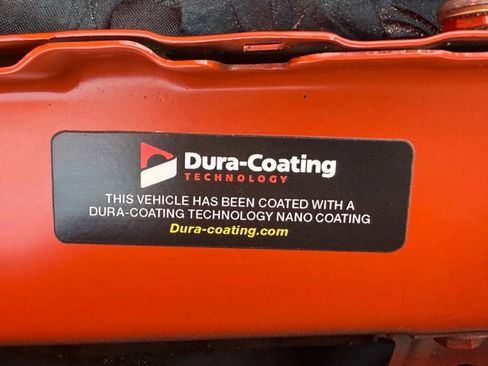 Dura-Coating
TECHNOLOGY
THIS VEHICLE HAS BEEN COATED WITH A
DURA-COATING TECHNOLOGY NANO COATING
Dura-coating.com